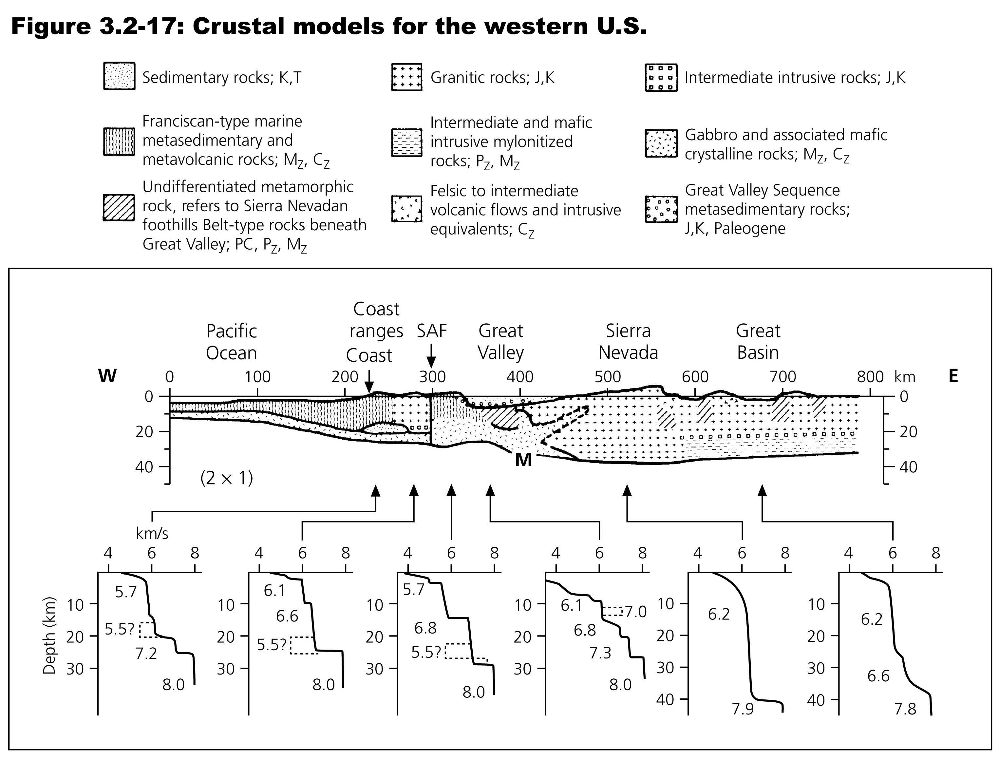 Figure 3.2-17: Crustal models for the western U.S.
Sedimentary rocks; K,T
Granitic rocks; J,K
Intermediate intrusive rocks; J,K
Franciscan-type marine
metasedimentary and
metavolcanic rocks; MZ, CZ
Intermediate and mafic
intrusive mylonitized
rocks; PZ, MZ
Gabbro and associated mafic
crystalline rocks; MZ, CZ
Undifferentiated metamorphic
rock, refers to Sierra Nevadan
foothills Belt-type rocks beneath
Great Valley; PC, PZ, MZ
Felsic to intermediate
volcanic flows and intrusive
equivalents; CZ
Great Valley Sequence
metasedimentary rocks;
J,K, Paleogene
Pacific
Ocean
Coast
ranges
Coast
SAF
Great
Valley
Sierra
Nevada
Great
Basin
W 0 100 200 300 400 500 600 700 800 km E
0 0
20 20
40 40
M
(2 × 1)
km/s
4 6 8 4 6 8 4 6 8 4 6 8 4 6 8 4 6 8
Depth (km)
10
20
30
5.7
5.5?
7.2
8.0
10
20
30
6.1
6.6
5.5?
8.0
10
20
30
5.7
6.8
5.5?
8.0
10
20
30
6.1
7.0
6.8
7.3
8.0
10
20
30
40
6.2
7.9
10
20
30
40
6.2
6.6
7.8